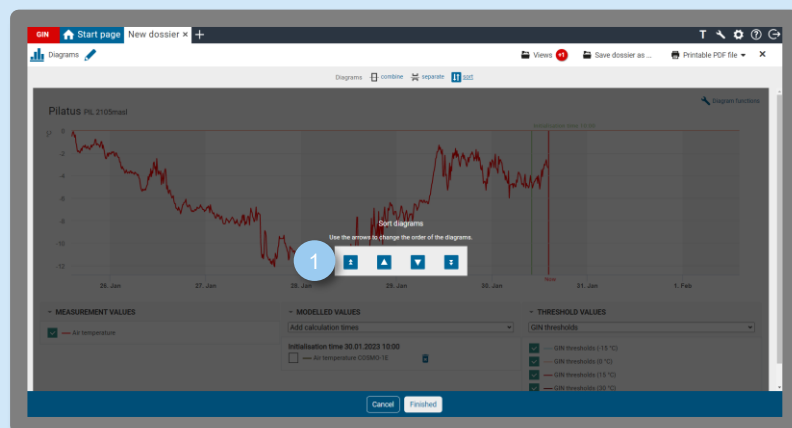 GIN Start page New dossier × +
Diagrams Views +1 Save dossier as ... Printable PDF file
Diagrams combine separate sort
Diagram functions
Pilatus PIL 2105masl
°C
0
-2
-4
-6
-8
-10
-12
Sort diagrams
Use the arrows to change the order of the diagrams.
1
Now
26. Jan 27. Jan 28. Jan 29. Jan 30. Jan 31. Jan 1. Feb
MEASUREMENT VALUES MODELLED VALUES THRESHOLD VALUES
Air temperature Add calculation times GIN thresholds
Initialisation time 30.01.2023 10:00
Air temperature COSMO-1E
GIN thresholds (-15 °C)
GIN thresholds (0 °C)
GIN thresholds (15 °C)
GIN thresholds (30 °C)
Cancel Finished